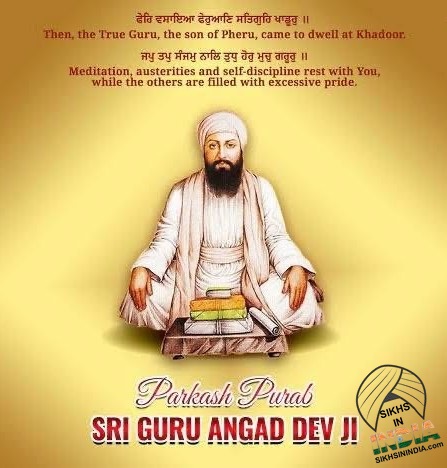 ਫੇਰਿ ਵਸਾਇਆ ਫੇਰੁਆਣਿ ਸਤਿਗੁਰਿ ਖਾਡੂਰੁ ॥
Then, the True Guru, the son of Pheru, came to dwell at Khadoor.
ਜਪੁ ਤਪੁ ਸੰਜਮੁ ਨਾਲਿ ਤੁਧੁ ਹੋਰੁ ਮੁਚੁ ਗਰੂਰੁ ॥
Meditation, austerities and self-discipline rest with You,
while the others are filled with excessive pride.
Parkash Purab
SRI GURU ANGAD DEV JI
SIKHS
IN
INDIA
.com
SIKHSININDIA.com